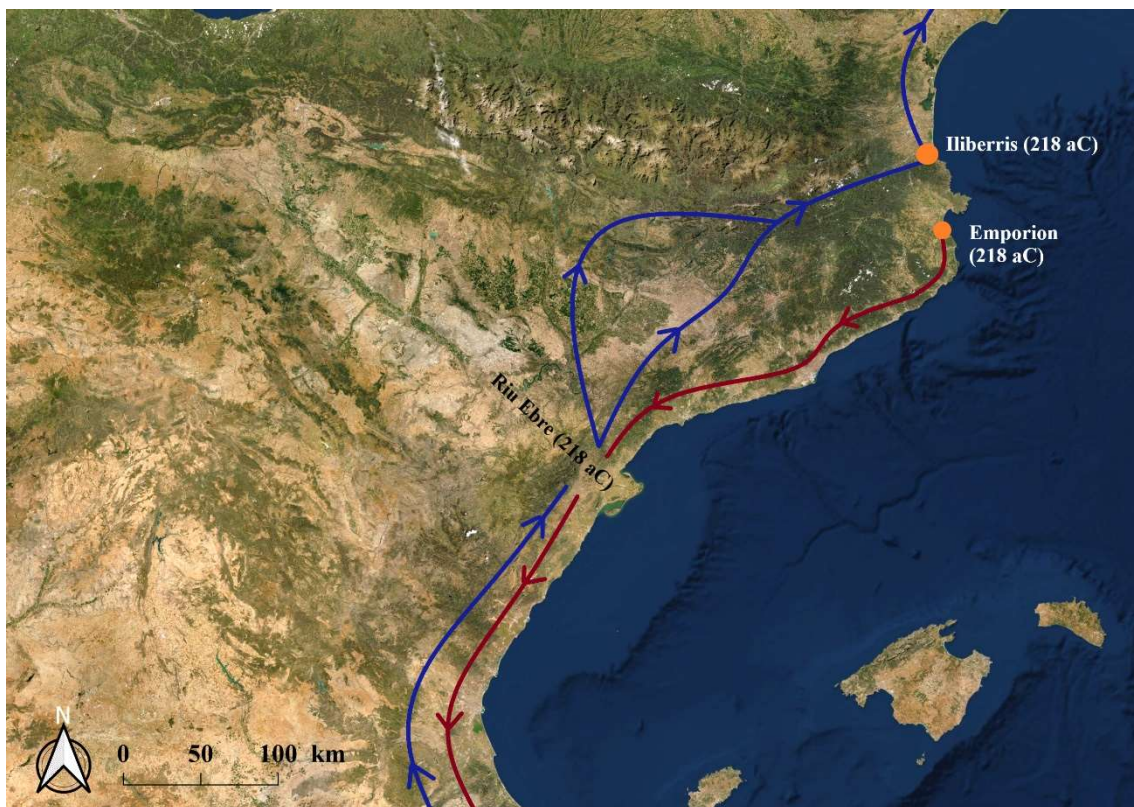 Iliberris (218 aC)
Emporion
(218 aC)
Riu Ebre (218 aC)
N
0 50 100 km